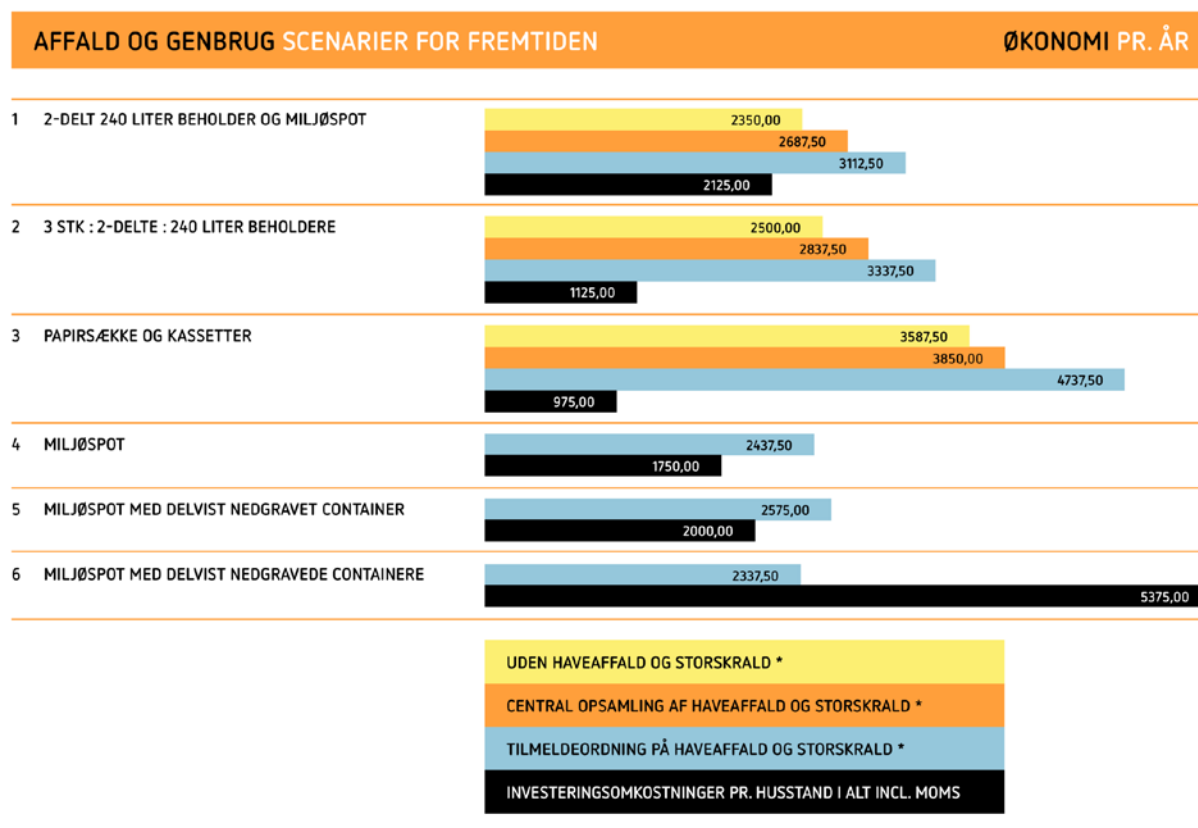 AFFALD OG GENBRUG SCENARIER FOR FREMTIDEN ØKONOMI PR. ÅR
1 2-DELT 240 LITER BEHOLDER OG MILJØSPOT 2350,00
2687,50
3112,50
2125,00
2 3 STK : 2-DELTE : 240 LITER BEHOLDERE 2500,00
2837,50
3337,50
1125,00
3 PAPIRSÆKKE OG KASSETTER 3587,50
3850,00
4737,50
975,00
4 MILJØSPOT 2437,50
1750,00
5 MILJØSPOT MED DELVIST NEDGRAVET CONTAINER 2575,00
2000,00
6 MILJØSPOT MED DELVIST NEDGRAVEDE CONTAINERE 2337,50
5375,00
UDEN HAVEAFFALD OG STORSKRALD *
CENTRAL OPSAMLING AF HAVEAFFALD OG STORSKRALD *
TILMELDEORDNING PÅ HAVEAFFALD OG STORSKRALD *
INVESTERINGSOMKOSTNINGER PR. HUSSTAND I ALT INCL. MOMS